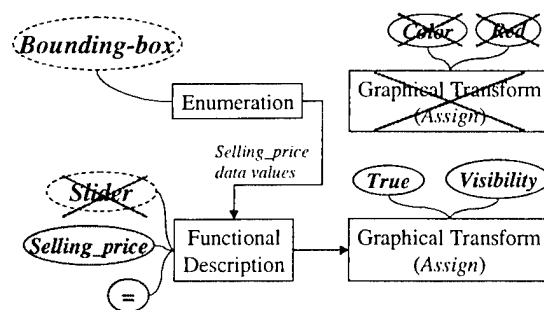 Bounding-box
Color
Red
Enumeration
Graphical Transform
(Assign)
Selling_price
data values
Slider
True
Visibility
Selling_price
Functional
Description
Graphical Transform
(Assign)
=